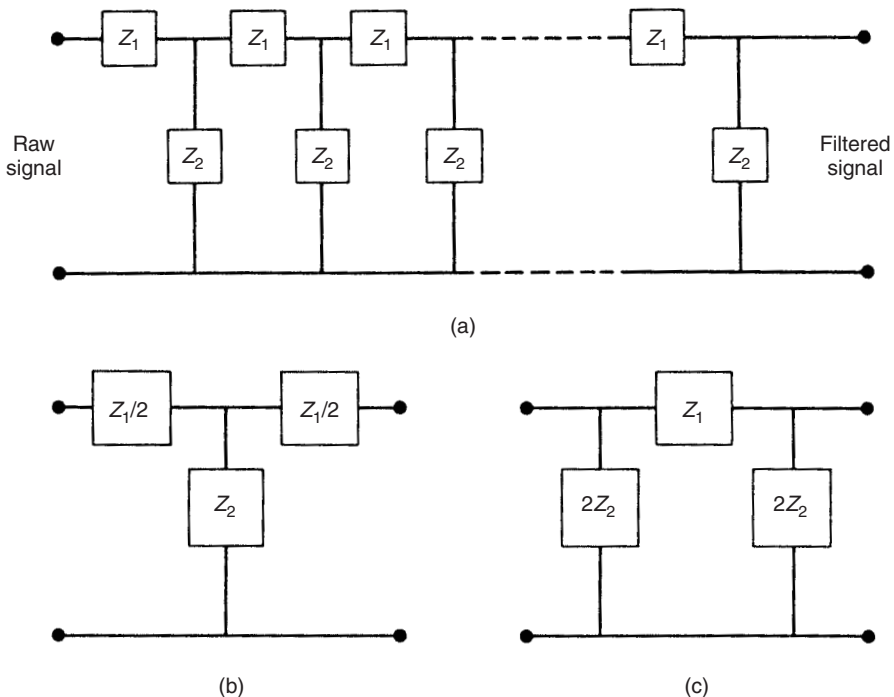 Z₁ Z₁ Z₁ Z₁
Raw
signal
Z₂ Z₂ Z₂ Z₂
Filtered
signal
(a)
Z₁/2 Z₁/2
Z₂
(b)
Z₁
2Z₂ 2Z₂
(c)